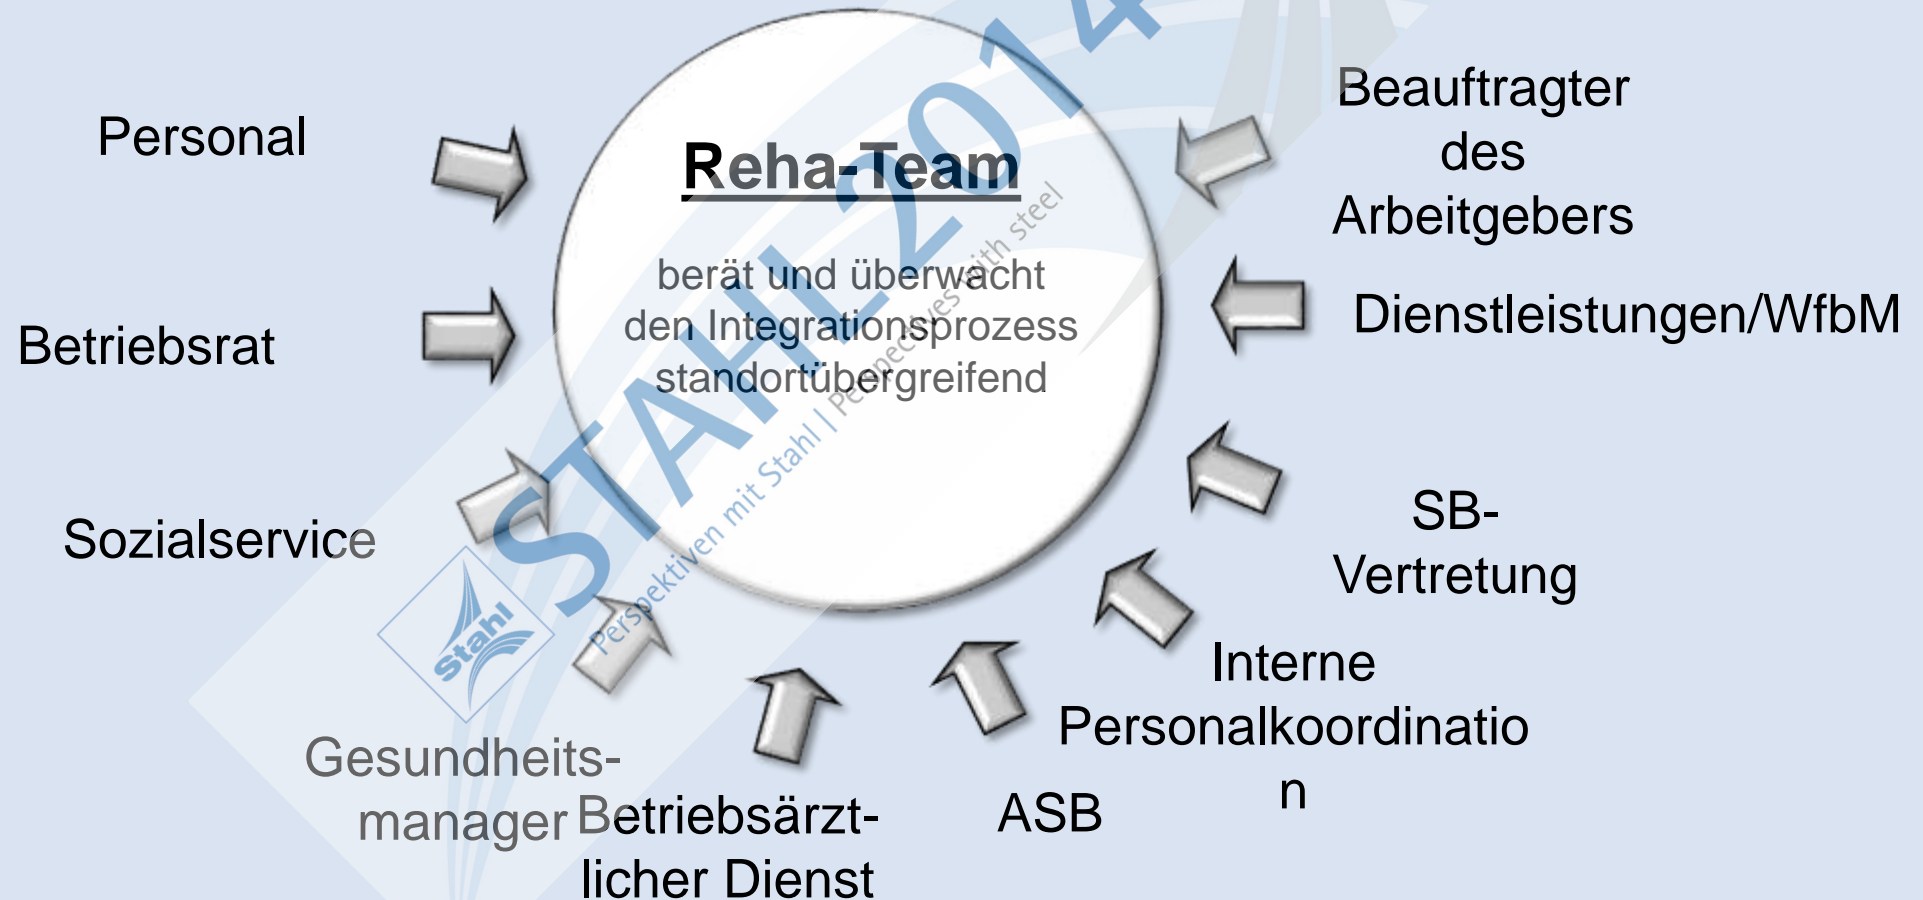 Personal
Betriebsrat
Sozialservice
Gesundheits-
manager
Betriebsärzt-
licher Dienst
ASB
Interne
Personalkoordinatio
n
SB-
Vertretung
Dienstleistungen/WfbM
Beauftragter
des
Arbeitgebers
Reha-Team
berät und überwacht
den Integrationsprozess
standortübergreifend
STAHL 2014
Perspektiven mit Stahl | Perspectives with steel
Stahl